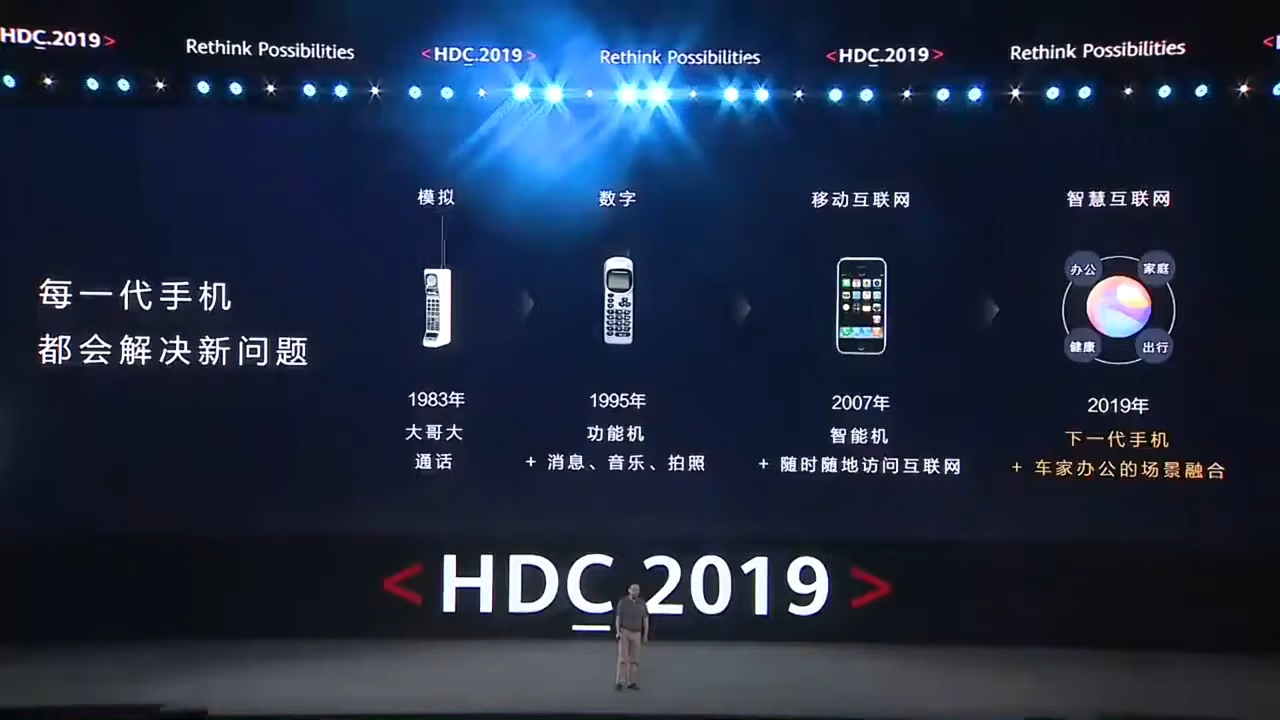 HDC.2019>
Rethink Possibilities
<HDC.2019>
Rethink Possibilities
<HDC.2019>
Rethink Possibilities
<
每一代手机
都会解决新问题
模拟
1983年
大哥大
通话
数字
1995年
功能机
+ 消息、音乐、拍照
移动互联网
2007年
智能机
+ 随时随地访问互联网
智慧互联网
办公
家庭
健康
出行
2019年
下一代手机
+ 车家办公的场景融合
<HDC.2019>